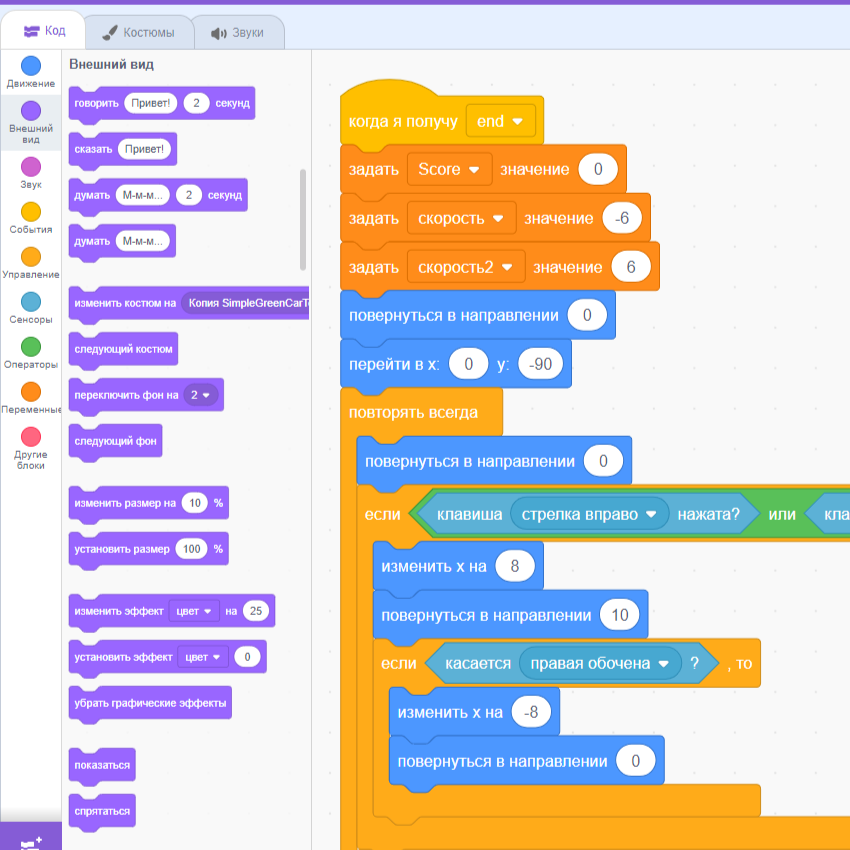 Код
Костюмы
Звуки
Движение
Внешний
вид
Звук
События
Управление
Сенсоры
Операторы
Переменные
Другие
блоки
Внешний вид
говорить Привет! 2 секунд
сказать Привет!
думать М-м-м... 2 секунд
думать М-м-м...
изменить костюм на Копия SimpleGreenCarTo
следующий костюм
переключить фон на 2
следующий фон
изменить размер на 10 %
установить размер 100 %
изменить эффект цвет на 25
установить эффект цвет 0
убрать графические эффекты
показаться
спрятаться
когда я получу end
задать Score значение 0
задать скорость значение -6
задать скорость2 значение 6
повернуться в направлении 0
перейти в x: 0 y: -90
повторять всегда
повернуться в направлении 0
если клавиша стрелка вправо нажата? или кла
изменить x на 8
повернуться в направлении 10
если касается правая обочена ? , то
изменить x на -8
повернуться в направлении 0